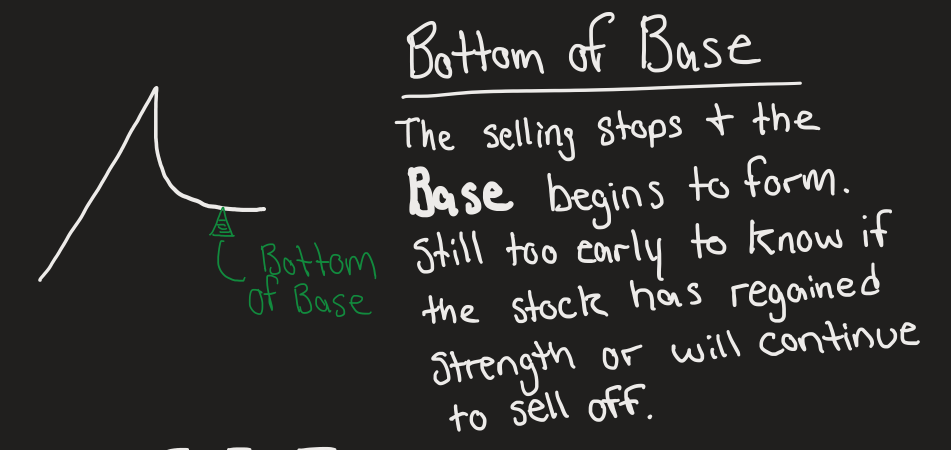 Bottom of Base
The selling stops + the
Base begins to form.
Still too early to know if
the stock has regained
strength or will continue
to sell off.
Bottom
of Base